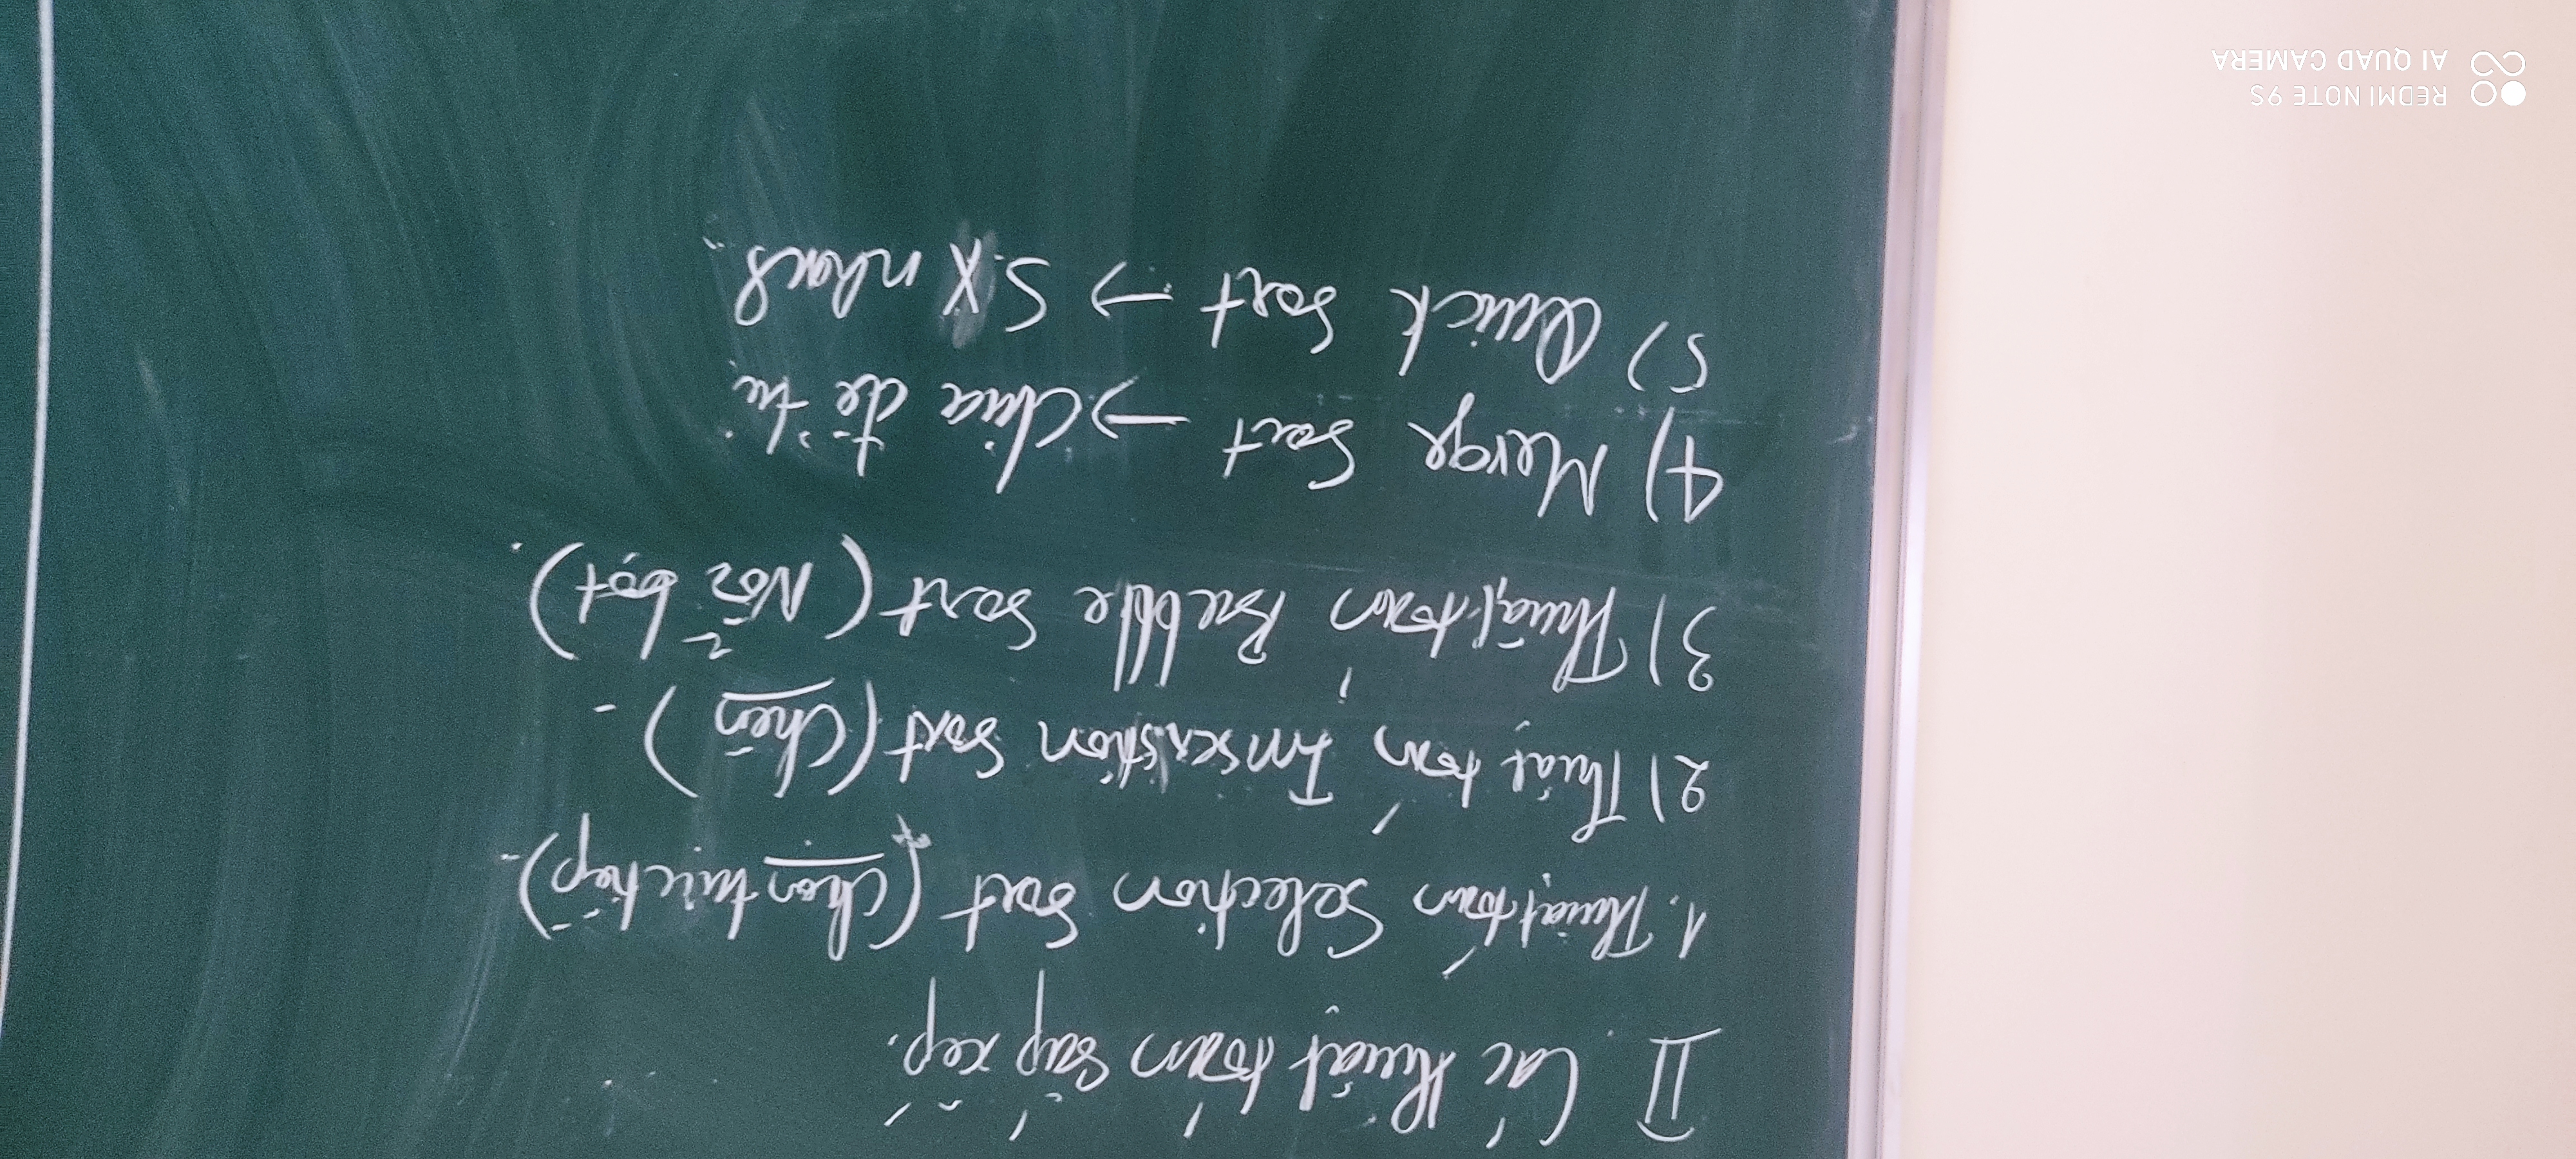 II. Các thuật toán sắp xếp.
1. Thuật toán Selection Sort (chọn trực tiếp).
2) Thuật toán Inserstion Sort (Chèn).
3) Thuật toán Bubble Sort (Nổi bọt).
4) Merge Sort → chia để trị
5) Quick Sort → S.X nhanh.
REDMI NOTE 9S
AI QUAD CAMERA